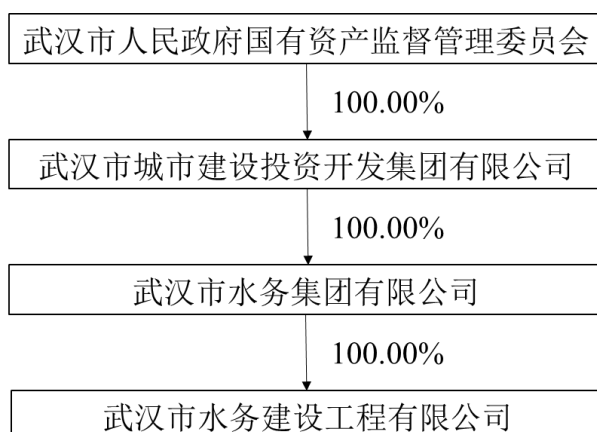 武汉市人民政府国有资产监督管理委员会
100.00%
武汉市城市建设投资开发集团有限公司
100.00%
武汉市水务集团有限公司
100.00%
武汉市水务建设工程有限公司